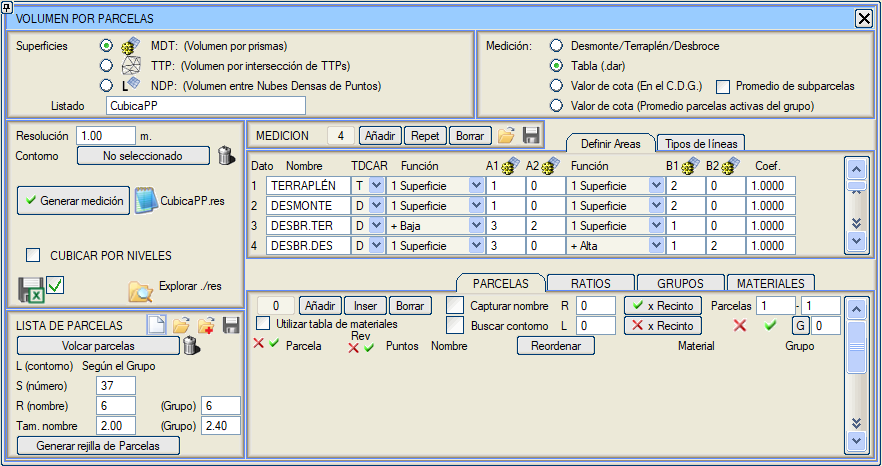 VOLUMEN POR PARCELAS
Superficies
MDT: (Volumen por prismas)
TTP: (Volumen por intersección de TTPs)
NDP: (Volumen entre Nubes Densas de Puntos)
Listado CubicaPP
Medición:
Desmonte/Terraplén/Desbroce
Tabla (.dar)
Valor de cota (En el C.D.G.) Promedio de subparcelas
Valor de cota (Promedio parcelas activas del grupo)
Resolución 1.00 m.
Contorno No seleccionado
Generar medición CubicaPP.res
CUBICAR POR NIVELES
Explorar ./res
MEDICION 4 Añadir Repet Borrar
Definir Areas Tipos de líneas
Dato Nombre TDCAR Función A1 A2 Función B1 B2 Coef.
1 TERRAPLÉN T 1 Superficie 1 0 1 Superficie 2 0 1.0000
2 DESMONTE D 1 Superficie 1 0 1 Superficie 2 0 1.0000
3 DESBR.TER D + Baja 3 2 1 Superficie 1 0 1.0000
4 DESBR.DES D 1 Superficie 3 0 + Alta 1 2 1.0000
LISTA DE PARCELAS
Volcar parcelas
L (contorno) Según el Grupo
S (número) 37
R (nombre) 6 (Grupo) 6
Tam. nombre 2.00 (Grupo) 2.40
Generar rejilla de Parcelas
PARCELAS RATIOS GRUPOS MATERIALES
0 Añadir Inser Borrar Capturar nombre R 0 x Recinto Parcelas 1 - 1
Utilizar tabla de materiales Buscar contorno L 0 x Recinto G 0
Parcela Rev Puntos Nombre Reordenar Material Grupo